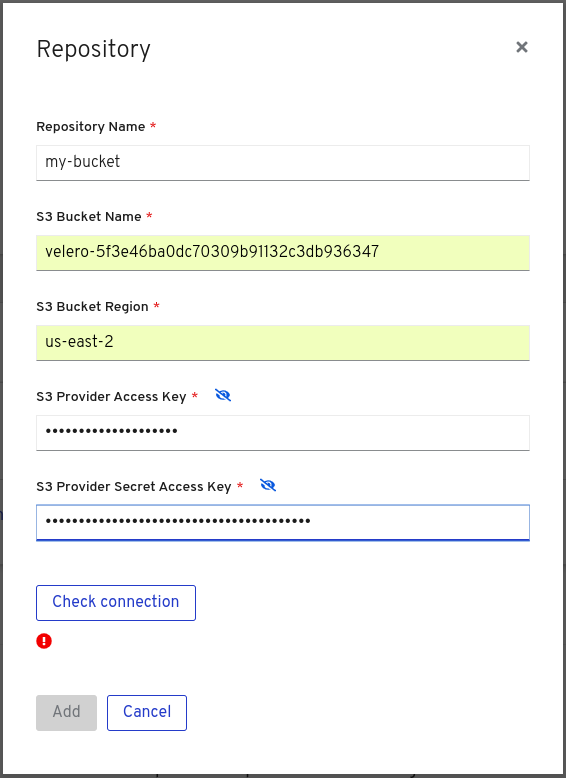 Repository
Repository Name *
my-bucket
S3 Bucket Name *
velero-5f3e46ba0dc70309b91132c3db936347
S3 Bucket Region *
us-east-2
S3 Provider Access Key *
••••••••••••••••••••
S3 Provider Secret Access Key *
••••••••••••••••••••••••••••••••••••••••
Check connection
Add Cancel